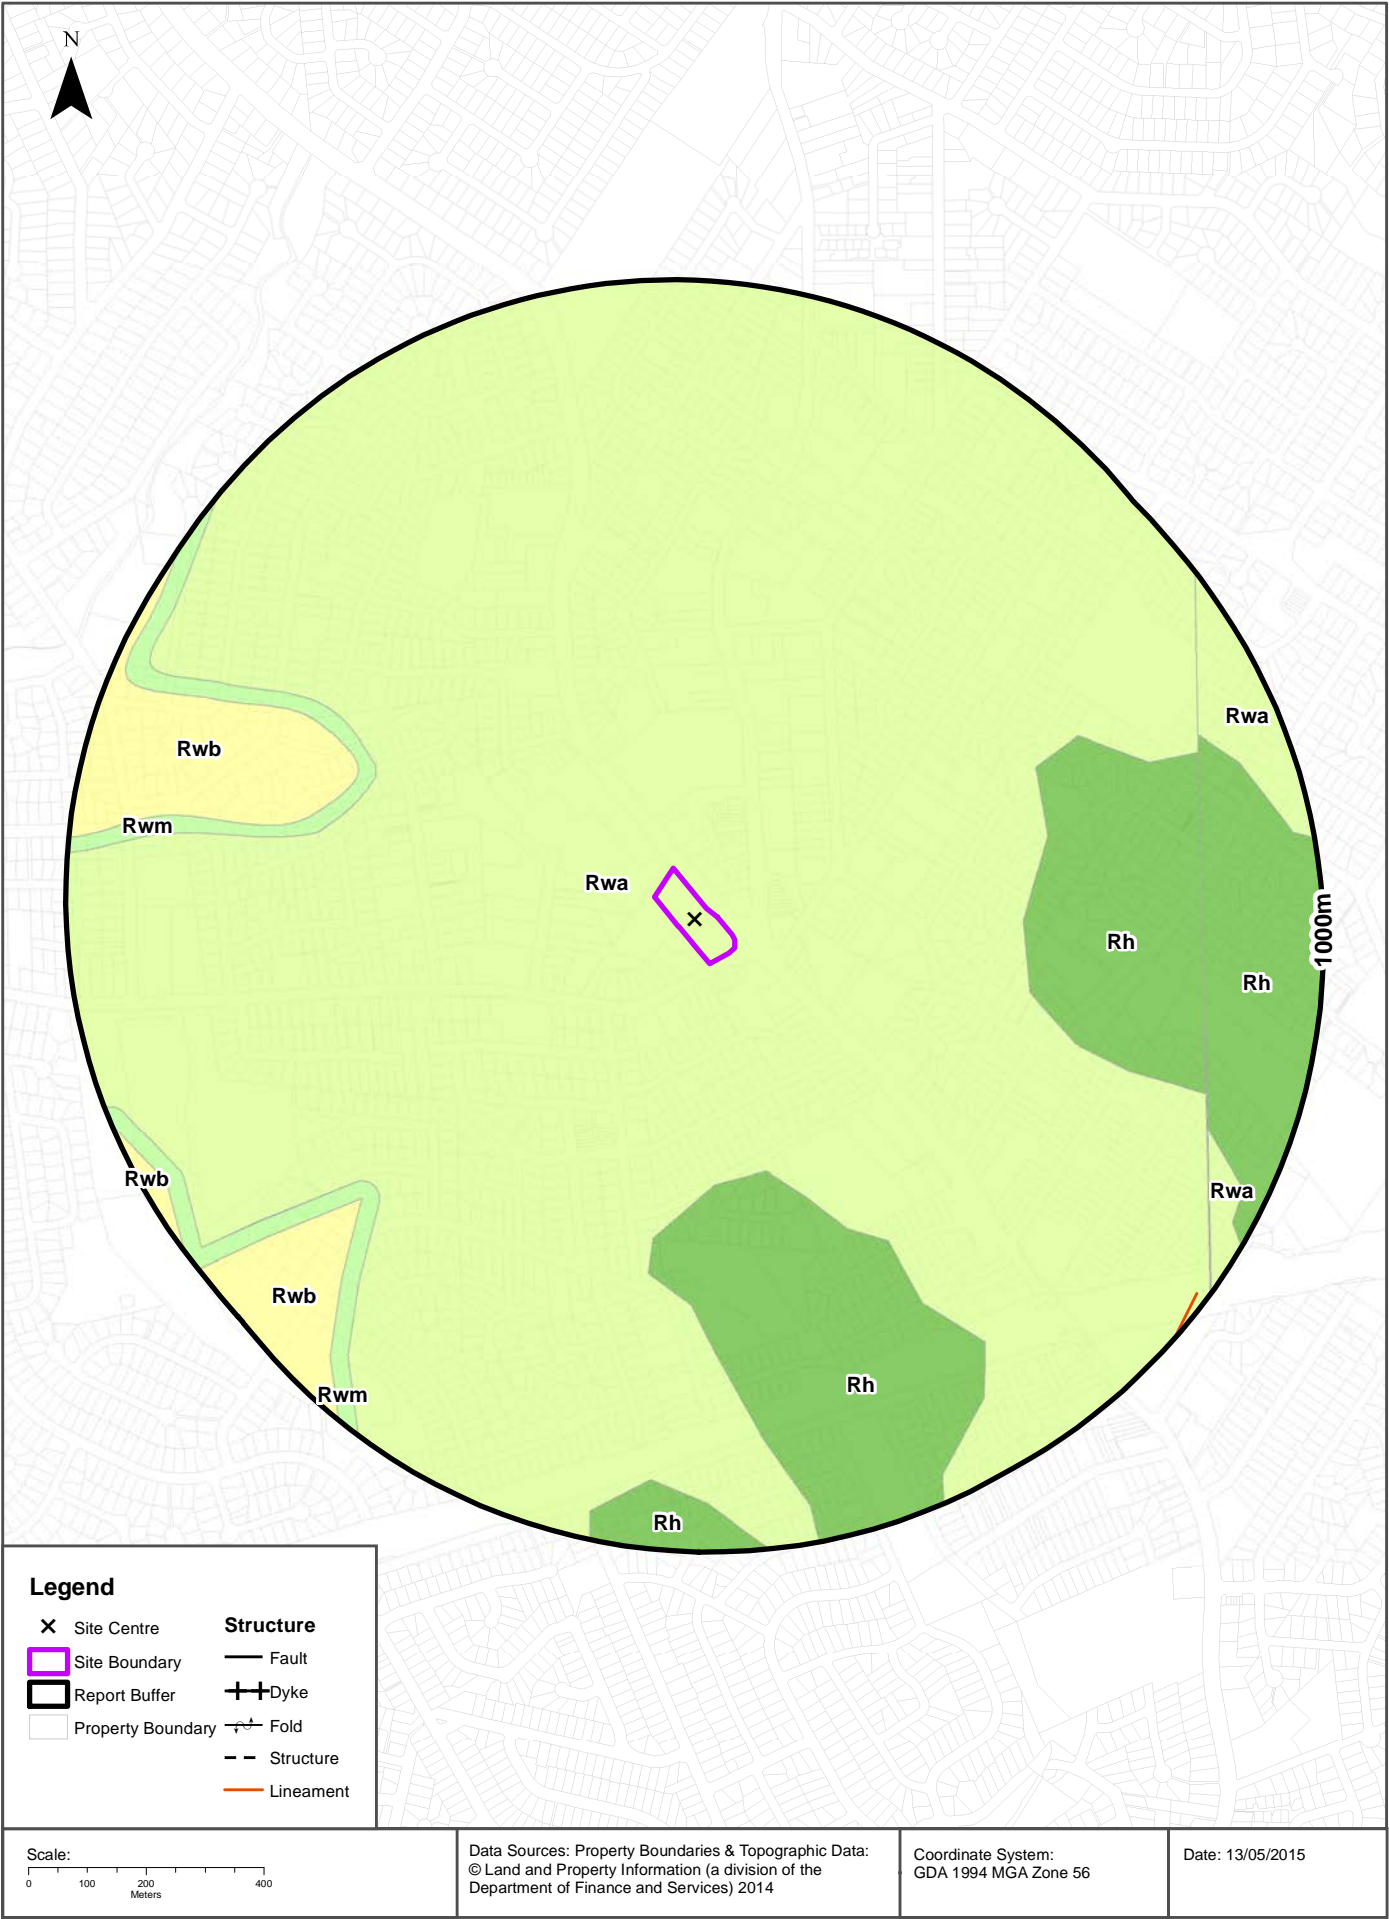 N
Rwa
Rwb
Rwm
Rwa
1000m
Rh
Rh
Rwb
Rwa
Rwb
Rh
Rwm
Rh
Legend
Site Centre
Site Boundary
Report Buffer
Property Boundary
Structure
Fault
Dyke
Fold
Structure
Lineament
Scale:
0 100 200 400
Meters
Data Sources: Property Boundaries & Topographic Data:
© Land and Property Information (a division of the
Department of Finance and Services) 2014
Coordinate System:
GDA 1994 MGA Zone 56
Date: 13/05/2015